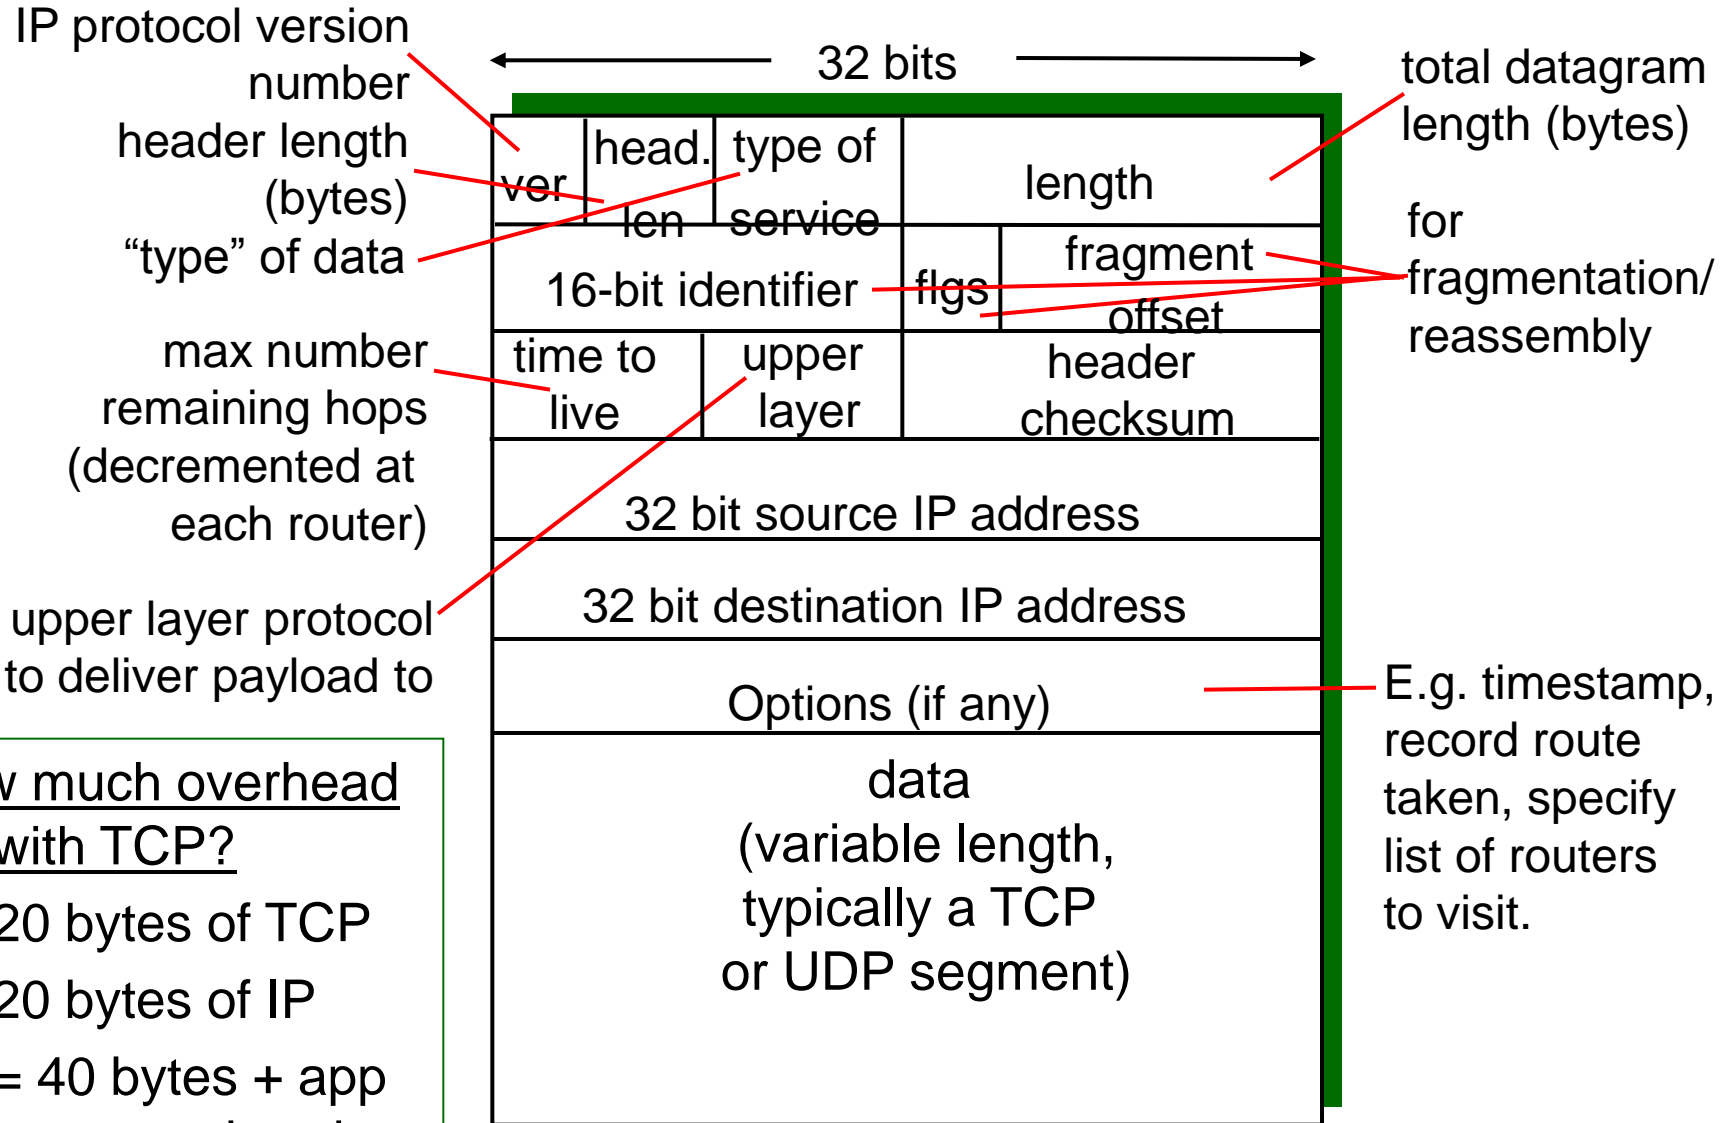 IP protocol version
number
header length
(bytes)
“type” of data
max number
remaining hops
(decremented at
each router)
upper layer protocol
to deliver payload to
much overhead
with TCP?
20 bytes of TCP
20 bytes of IP
= 40 bytes + app
32 bits
ver
head.
len
type of
service
length
16-bit identifier
flgs
fragment
offset
time to
live
upper
layer
header
checksum
32 bit source IP address
32 bit destination IP address
Options (if any)
data
(variable length,
typically a TCP
or UDP segment)
total datagram
length (bytes)
for
fragmentation/
reassembly
E.g. timestamp,
record route
taken, specify
list of routers
to visit.